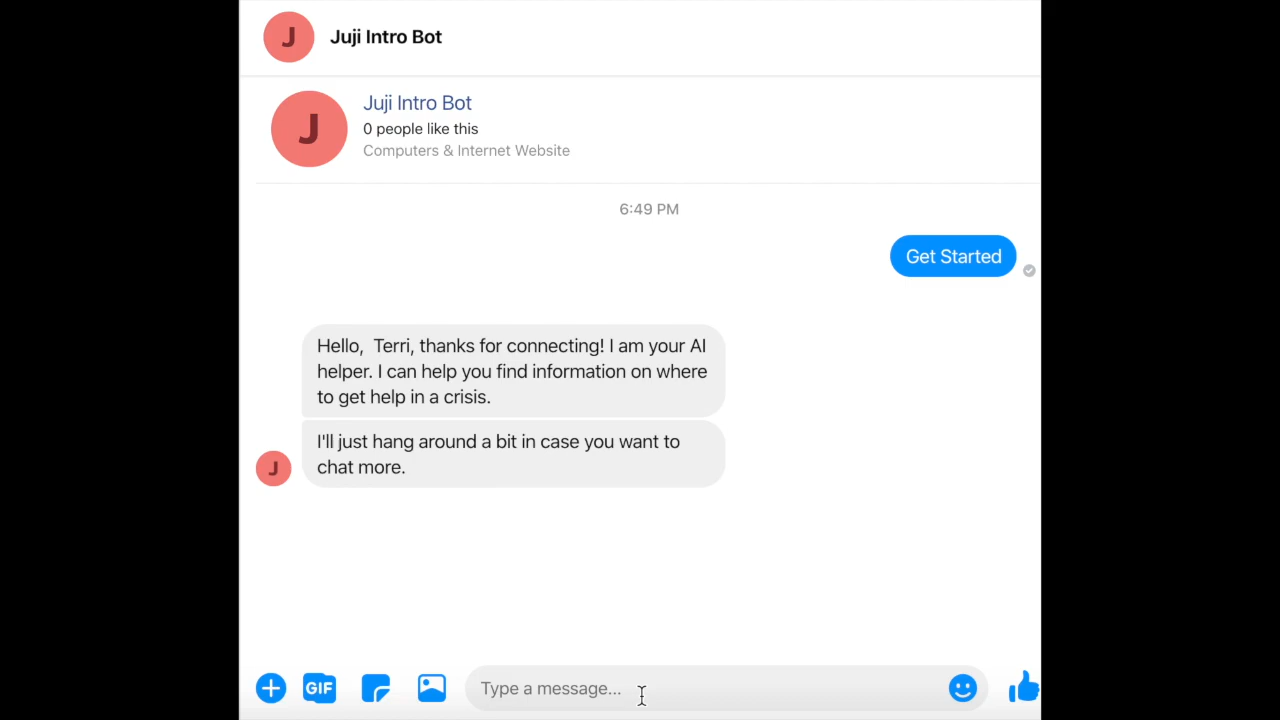 J
Juji Intro Bot
J
Juji Intro Bot
0 people like this
Computers & Internet Website
6:49 PM
Get Started
Hello,  Terri, thanks for connecting! I am your AI
helper. I can help you find information on where
to get help in a crisis.
I'll just hang around a bit in case you want to
chat more.
J
GIF
Type a message...